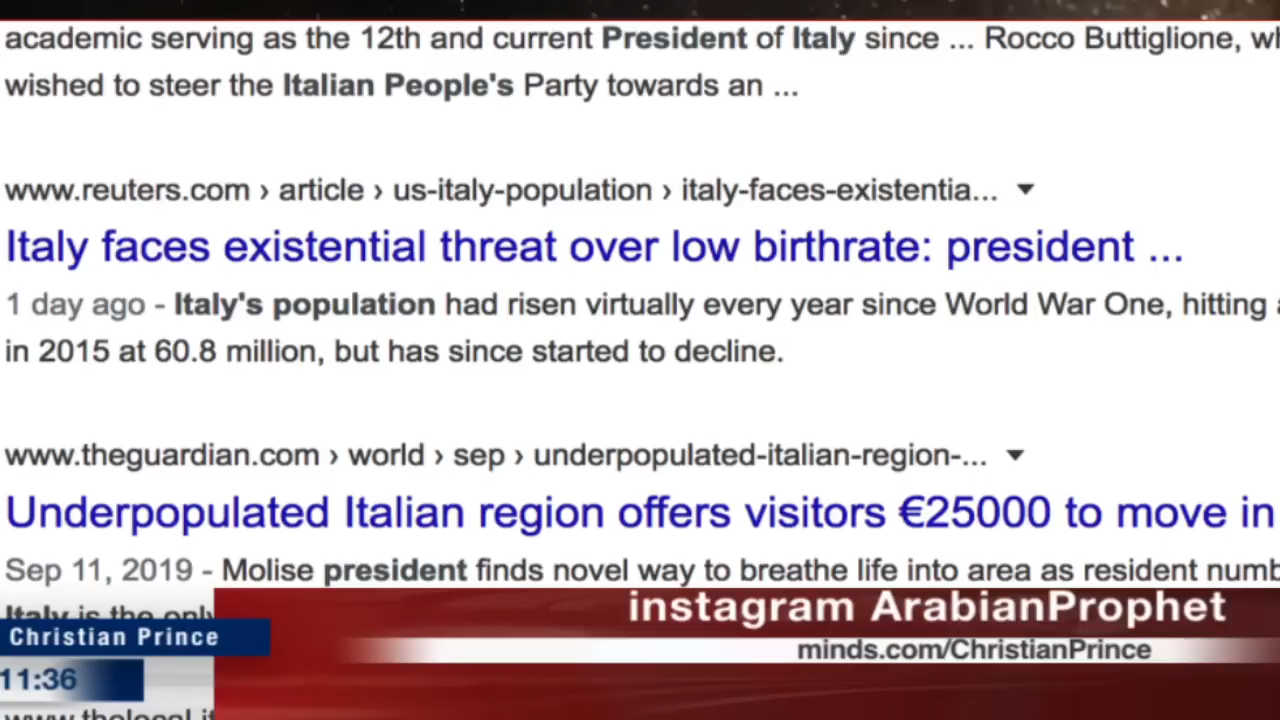 academic serving as the 12th and current President of Italy since ... Rocco Buttiglione,
wished to steer the Italian People's Party towards an ...
www.reuters.com › article › us-italy-population › italy-faces-existentia...
Italy faces existential threat over low birthrate: president ...
1 day ago - Italy's population had risen virtually every year since World War One, hitting
in 2015 at 60.8 million, but has since started to decline.
www.theguardian.com › world › sep › underpopulated-italian-region-...
Underpopulated Italian region offers visitors €25000 to move in
Sep 11, 2019 - Molise president finds novel way to breathe life into area as resident
Italy is the only
instagram ArabianProphet
Christian Prince
minds.com/ChristianPrince
11:36